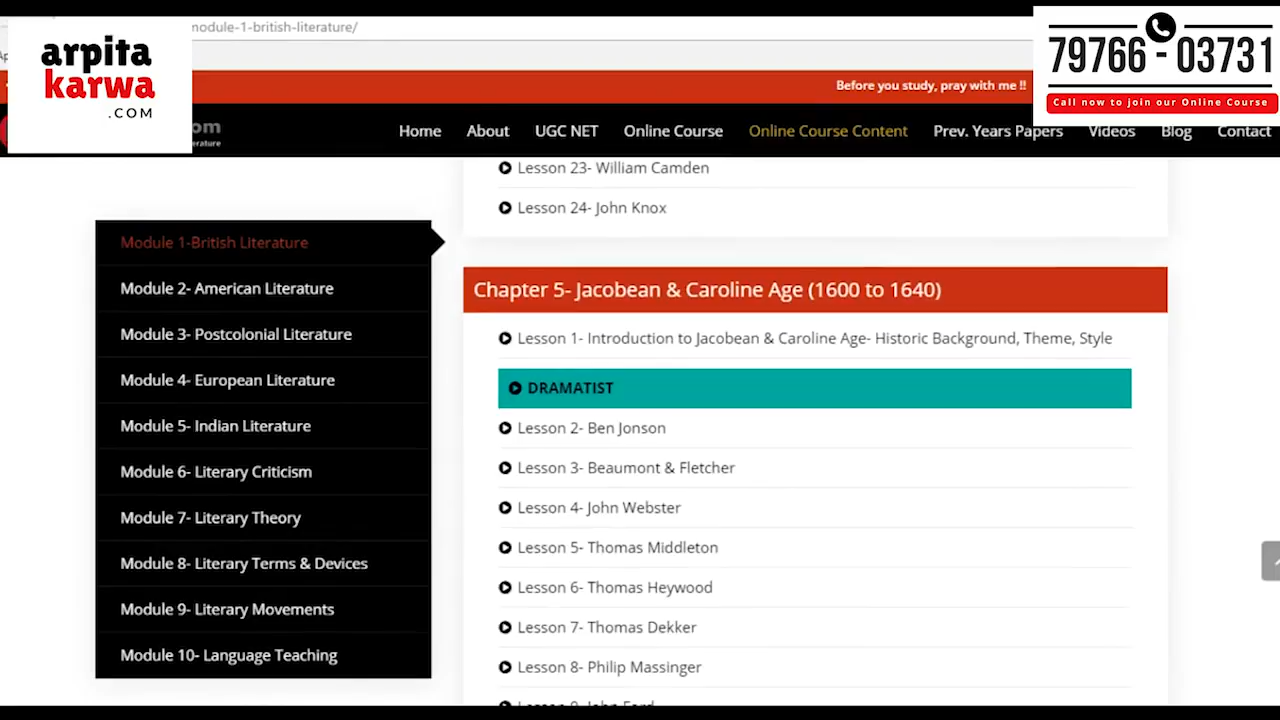 module-1-british-literature/
arpita
karwa
.COM
79766 - 03731
Call now to join our Online Course
Before you study, pray with me !!
Home About UGC NET Online Course Online Course Content Prev. Years Papers Videos Blog Contact
Lesson 23- William Camden
Lesson 24- John Knox
Module 1-British Literature
Module 2- American Literature
Module 3- Postcolonial Literature
Module 4- European Literature
Module 5- Indian Literature
Module 6- Literary Criticism
Module 7- Literary Theory
Module 8- Literary Terms & Devices
Module 9- Literary Movements
Module 10- Language Teaching
Chapter 5- Jacobean & Caroline Age (1600 to 1640)
Lesson 1- Introduction to Jacobean & Caroline Age- Historic Background, Theme, Style
DRAMATIST
Lesson 2- Ben Jonson
Lesson 3- Beaumont & Fletcher
Lesson 4- John Webster
Lesson 5- Thomas Middleton
Lesson 6- Thomas Heywood
Lesson 7- Thomas Dekker
Lesson 8- Philip Massinger